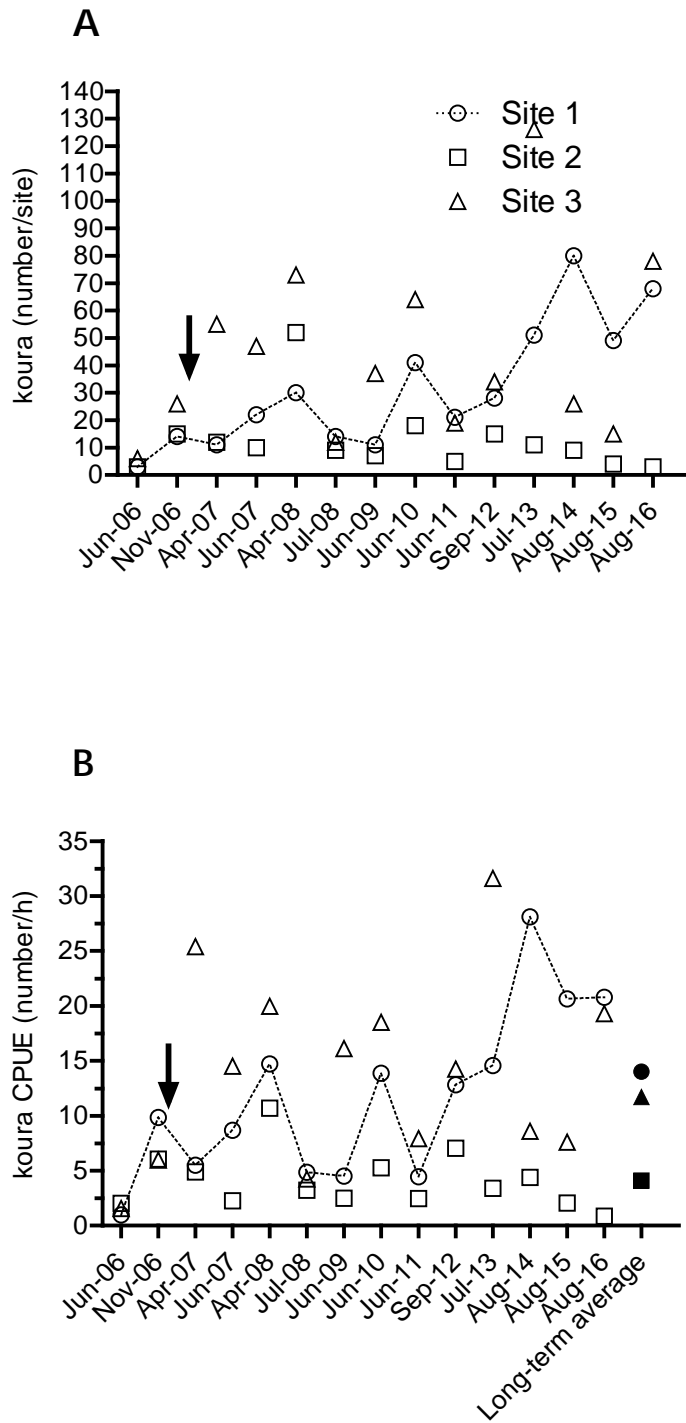 A
koura (number/site)
140
130
120
110
100
90
80
70
60
50
40
30
20
10
0
Site 1
Site 2
Site 3
Jun-06
Nov-06
Apr-07
Jun-07
Apr-08
Jul-08
Jun-09
Jun-10
Jun-11
Sep-12
Jul-13
Aug-14
Aug-15
Aug-16
B
koura CPUE (number/h)
35
30
25
20
15
10
5
0
Jun-06
Nov-06
Apr-07
Jun-07
Apr-08
Jul-08
Jun-09
Jun-10
Jun-11
Sep-12
Jul-13
Aug-14
Aug-15
Aug-16
Long-term average